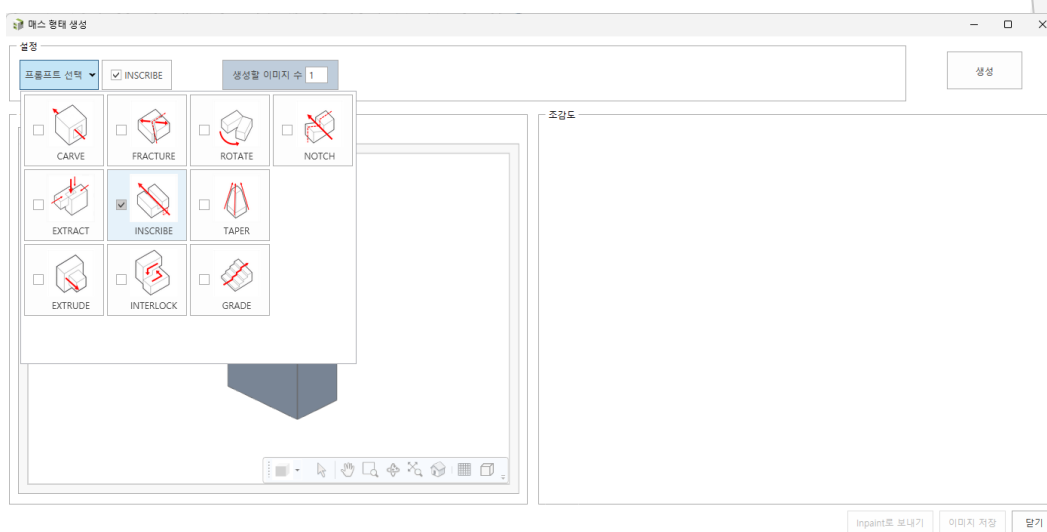 매스 형태 생성
설정
프롬프트 선택
INSCRIBE
생성할 이미지 수 1
생성
CARVE
FRACTURE
ROTATE
NOTCH
EXTRACT
INSCRIBE
TAPER
EXTRUDE
INTERLOCK
GRADE
조감도
Inpaint로 보내기
이미지 저장
닫기